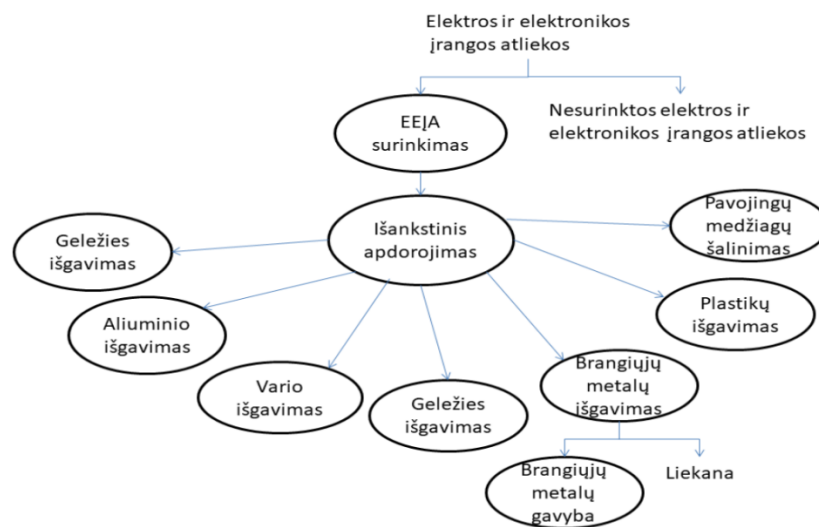 Elektros ir elektronikos
įrangos atliekos
EEĮA
surinkimas
Nesurinktos elektros ir
elektronikos įrangos atliekos
Išankstinis
apdorojimas
Pavojingų
medžiagų
šalinimas
Geležies
išgavimas
Plastikų
išgavimas
Aliuminio
išgavimas
Vario
išgavimas
Geležies
išgavimas
Brangiųjų
metalų
išgavimas
Brangiųjų
metalų
gavyba
Liekana